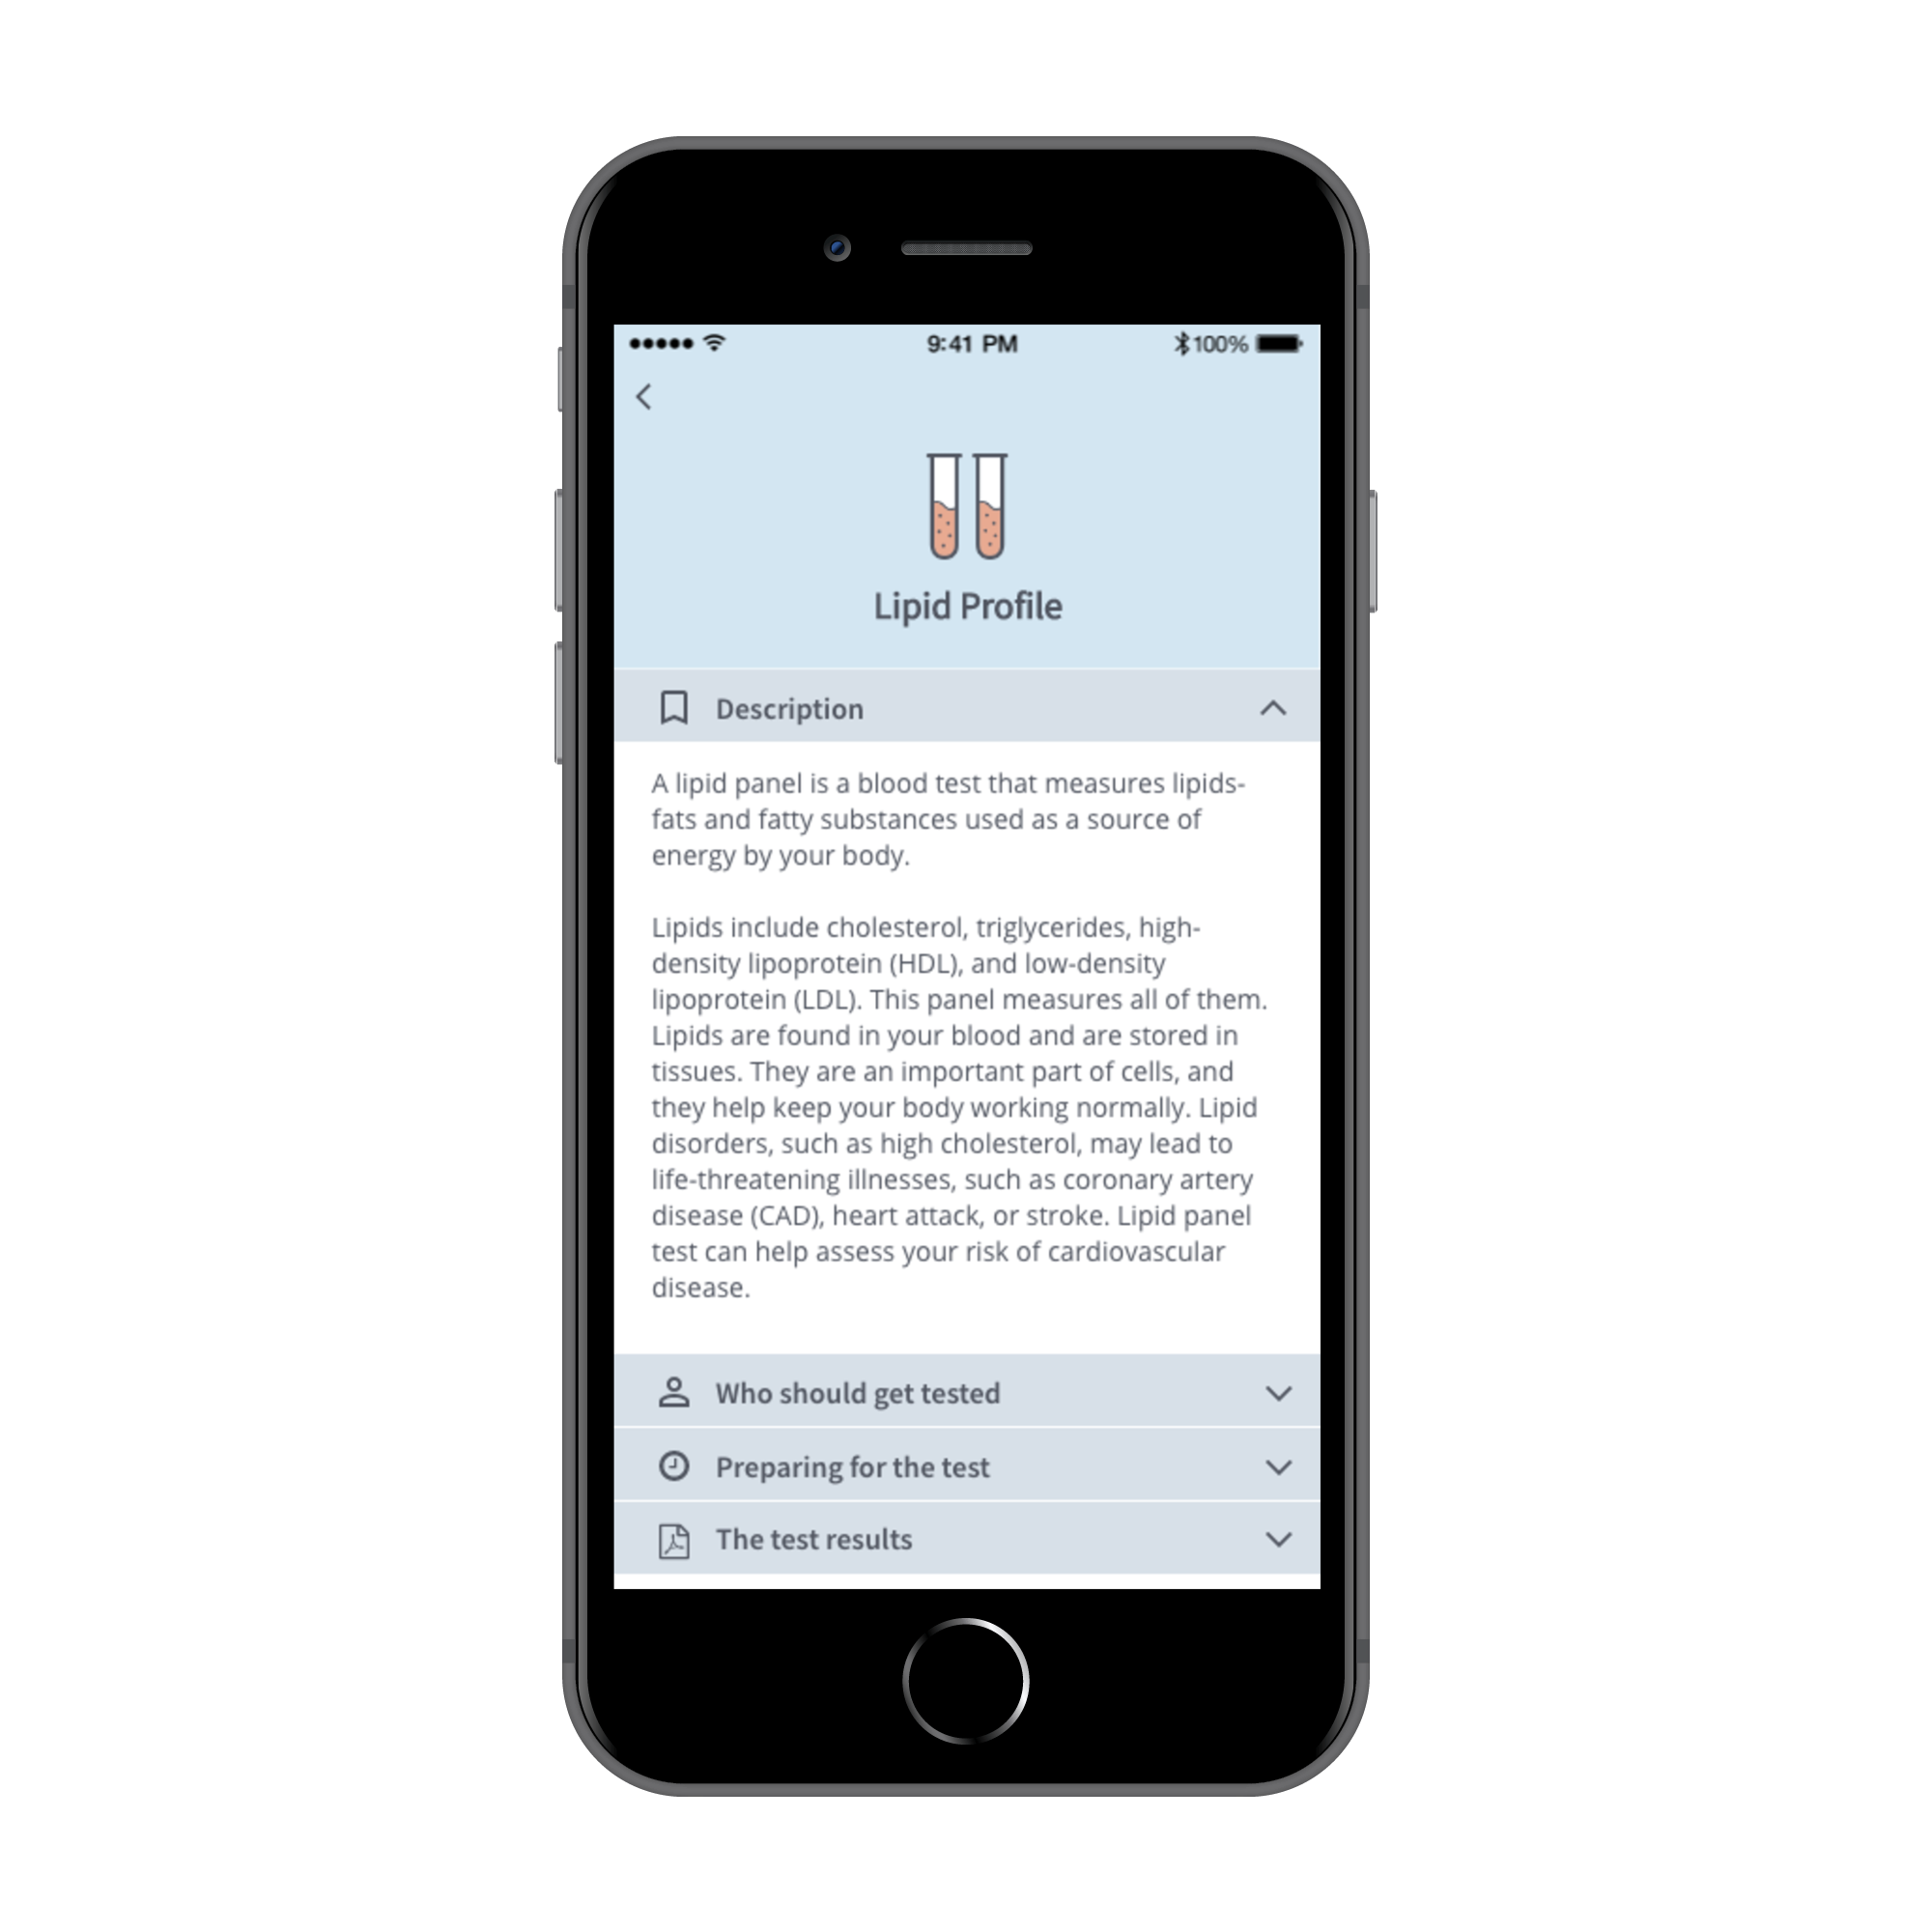 9:41 PM
100%
Lipid Profile
Description
A lipid panel is a blood test that measures lipids-
fats and fatty substances used as a source of
energy by your body.
Lipids include cholesterol, triglycerides, high-
density lipoprotein (HDL), and low-density
lipoprotein (LDL). This panel measures all of them.
Lipids are found in your blood and are stored in
tissues. They are an important part of cells, and
they help keep your body working normally. Lipid
disorders, such as high cholesterol, may lead to
life-threatening illnesses, such as coronary artery
disease (CAD), heart attack, or stroke. Lipid panel
test can help assess your risk of cardiovascular
disease.
Who should get tested
Preparing for the test
The test results